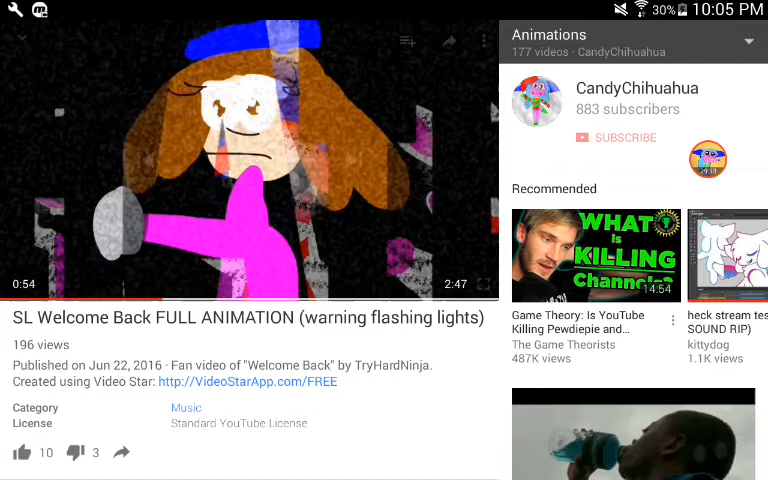 30% 10:05 PM
Animations
177 videos · CandyChihuahua
CandyChihuahua
883 subscribers
SUBSCRIBE
29:13
Recommended
WHAT
is
KILLING
Channels?
14:54
Game Theory: Is YouTube
Killing Pewdiepie and...
The Game Theorists
487K views
heck stream tes
SOUND RIP)
kittydog
1.1K views
0:54
2:47
SL Welcome Back FULL ANIMATION (warning flashing lights)
196 views
Published on Jun 22, 2016 · Fan video of "Welcome Back" by TryHardNinja.
Created using Video Star: http://VideoStarApp.com/FREE
Category Music
License Standard YouTube License
10 3